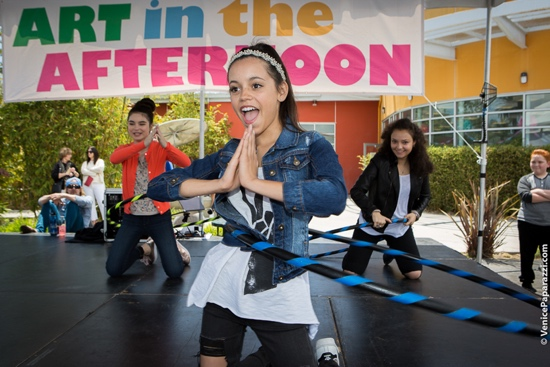 ART in the
AFTERNOON
© VenicePaparazzi.com